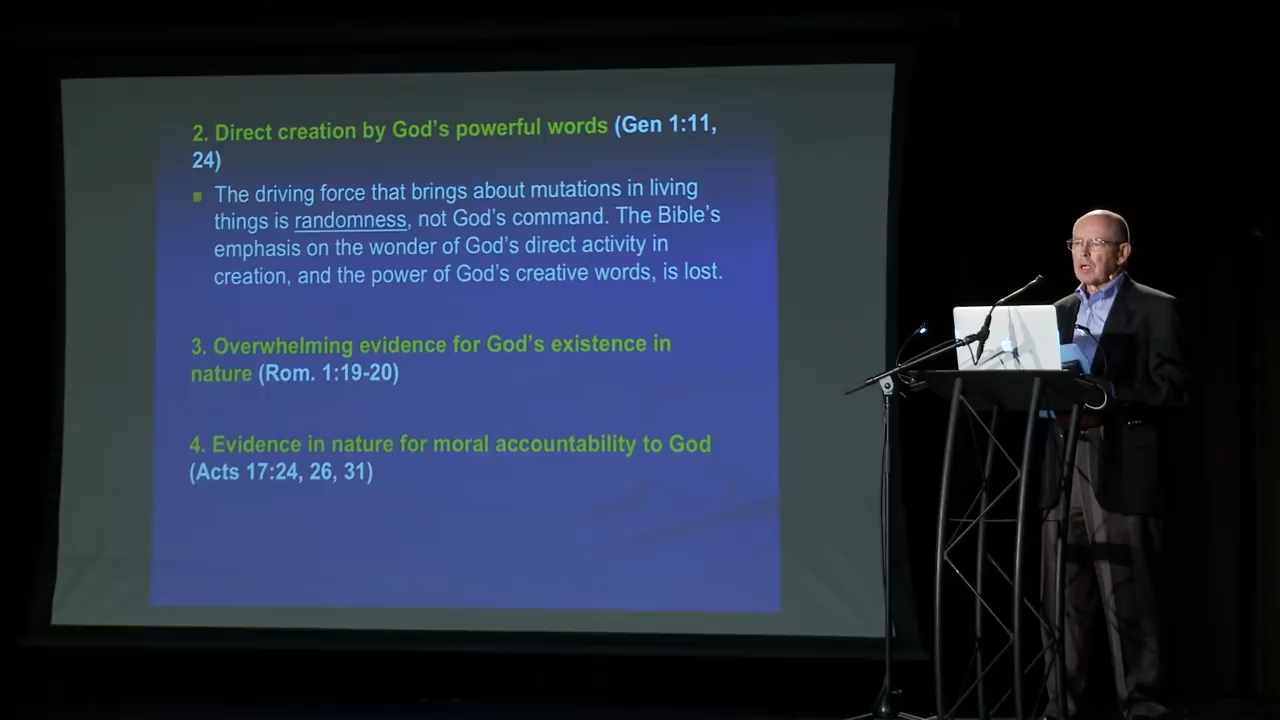 2. Direct creation by God's powerful words (Gen 1:11,
24)
The driving force that brings about mutations in living
things is randomness, not God's command. The Bible's
emphasis on the wonder of God's direct activity in
creation, and the power of God's creative words, is lost.
3. Overwhelming evidence for God's existence in
nature (Rom. 1:19-20)
4. Evidence in nature for moral accountability to God
(Acts 17:24, 26, 31)